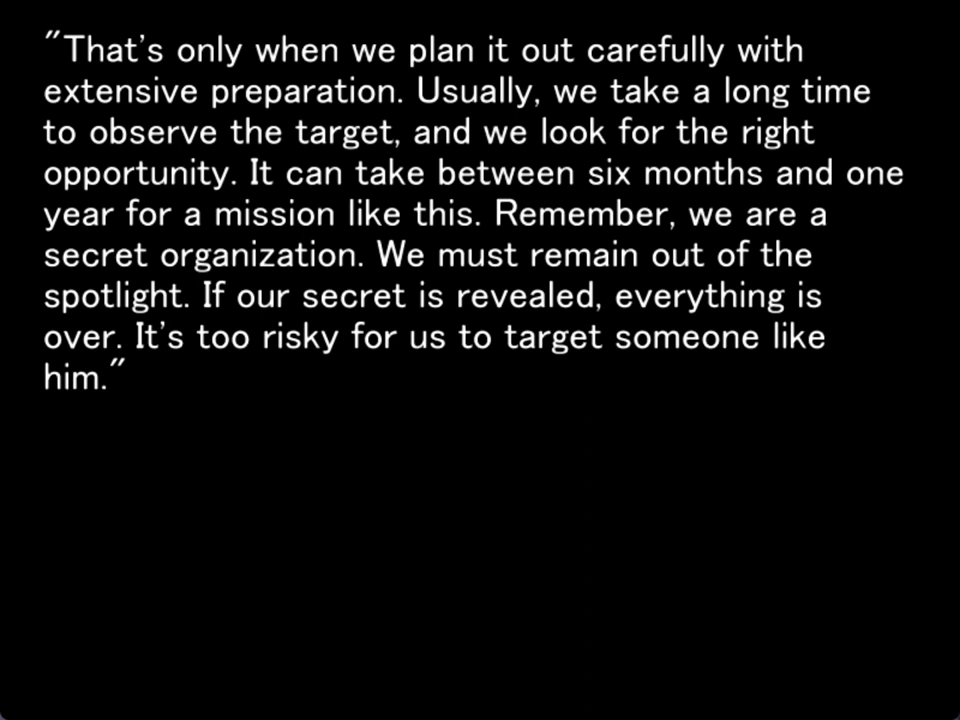 "That's only when we plan it out carefully with
extensive preparation. Usually, we take a long time
to observe the target, and we look for the right
opportunity. It can take between six months and one
year for a mission like this. Remember, we are a
secret organization. We must remain out of the
spotlight. If our secret is revealed, everything is
over. It's too risky for us to target someone like
him."